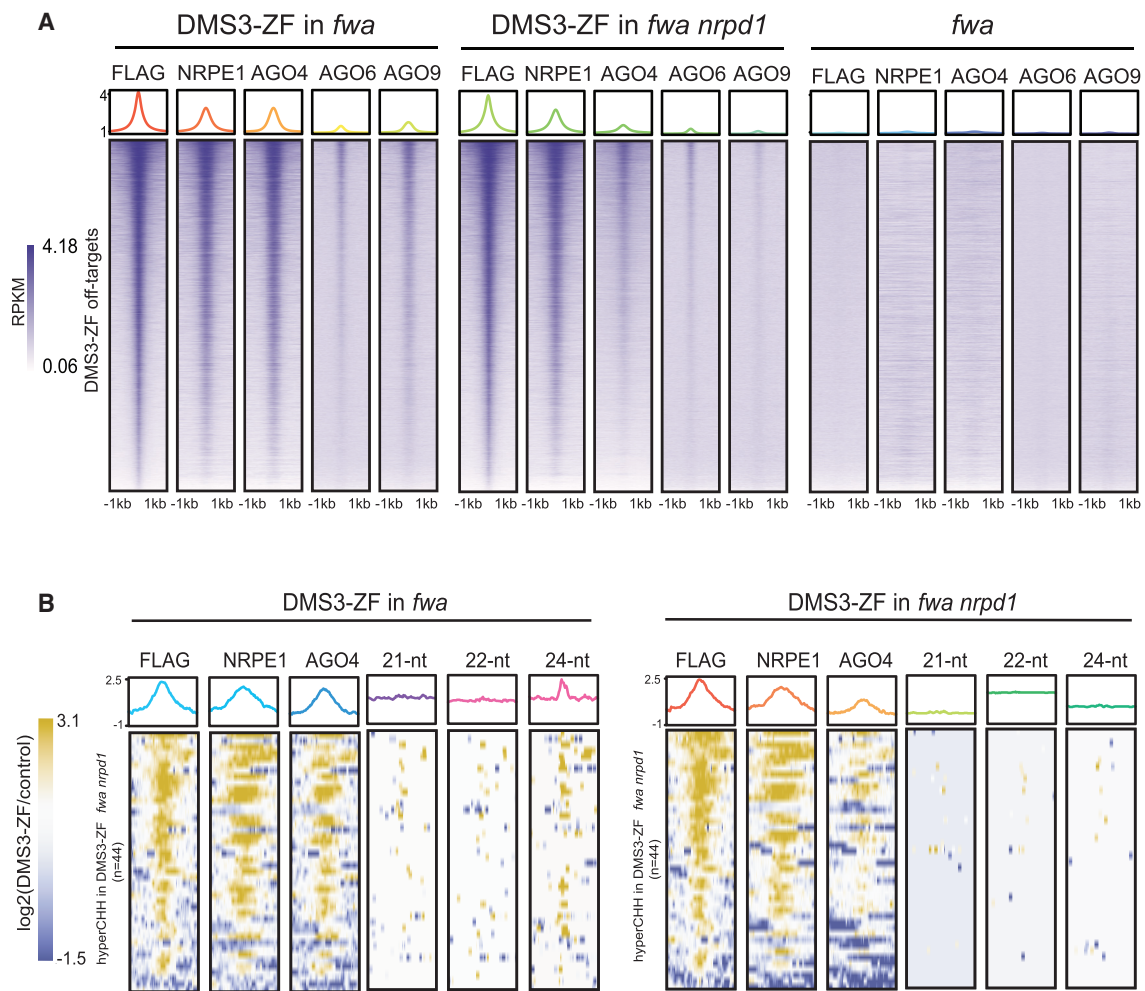 A
DMS3-ZF in fwa
DMS3-ZF in fwa nrpd1
fwa
FLAG NRPE1 AGO4 AGO6 AGO9
FLAG NRPE1 AGO4 AGO6 AGO9
FLAG NRPE1 AGO4 AGO6 AGO9
4
1
4
1
RPKM
4.18
0.06
DMS3-ZF off-targets
-1kb 1kb -1kb 1kb -1kb 1kb -1kb 1kb -1kb 1kb
-1kb 1kb -1kb 1kb -1kb 1kb -1kb 1kb -1kb 1kb
-1kb 1kb -1kb 1kb -1kb 1kb -1kb 1kb -1kb 1kb
B
DMS3-ZF in fwa
DMS3-ZF in fwa nrpd1
FLAG NRPE1 AGO4 21-nt 22-nt 24-nt
FLAG NRPE1 AGO4 21-nt 22-nt 24-nt
2.5
-1
2.5
-1
log2(DMS3-ZF/control)
3.1
-1.5
hyperCHH in DMS3-ZF fwa nrpd1
(n=44)
hyperCHH in DMS3-ZF fwa nrpd1
(n=44)